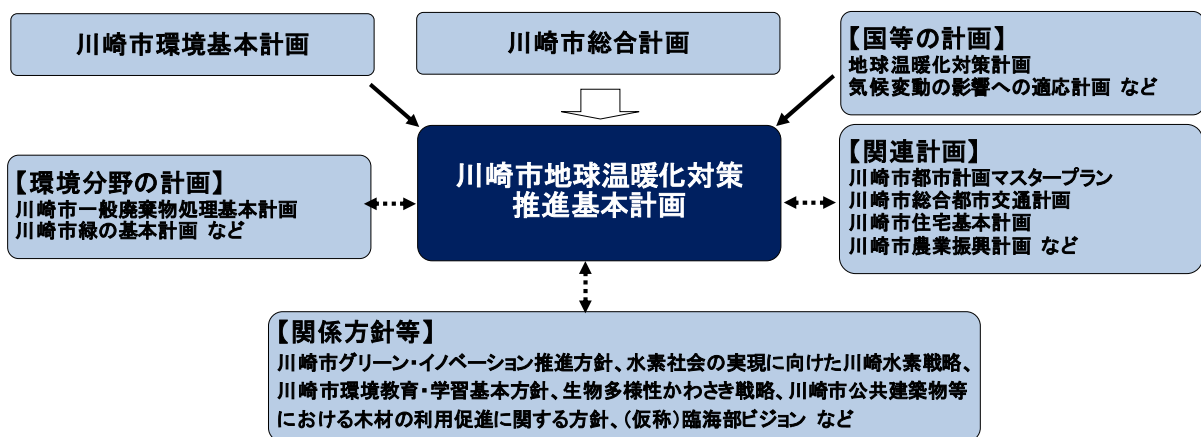 川崎市環境基本計画
川崎市総合計画
【国等の計画】
地球温暖化対策計画
気候変動の影響への適応計画 など
川崎市地球温暖化対策
推進基本計画
【環境分野の計画】
川崎市一般廃棄物処理基本計画
川崎市緑の基本計画 など
【関連計画】
川崎市都市計画マスタープラン
川崎市総合都市交通計画
川崎市住宅基本計画
川崎市農業振興計画 など
【関係方針等】
川崎市グリーン・イノベーション推進方針、水素社会の実現に向けた川崎水素戦略、
川崎市環境教育・学習基本方針、生物多様性かわさき戦略、川崎市公共建築物等
における木材の利用促進に関する方針、(仮称)臨海部ビジョン など